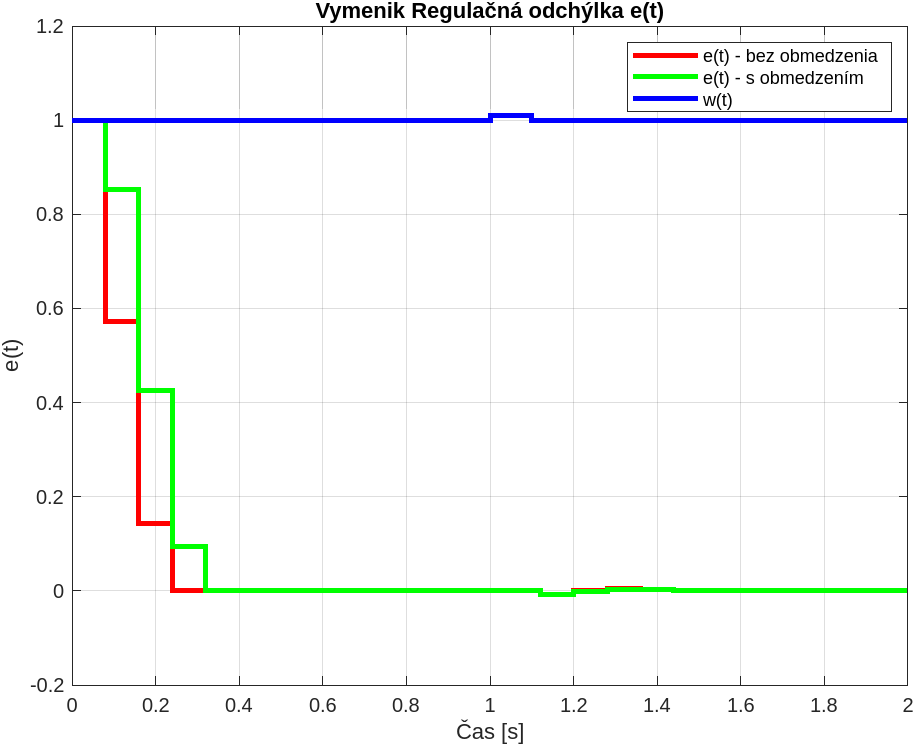 Vymenik Regulačná odchýlka e(t)
e(t) - bez obmedzenia
e(t) - s obmedzením
w(t)
1.2
1
0.8
0.6
0.4
0.2
0
-0.2
e(t)
0 0.2 0.4 0.6 0.8 1 1.2 1.4 1.6 1.8 2
Čas [s]